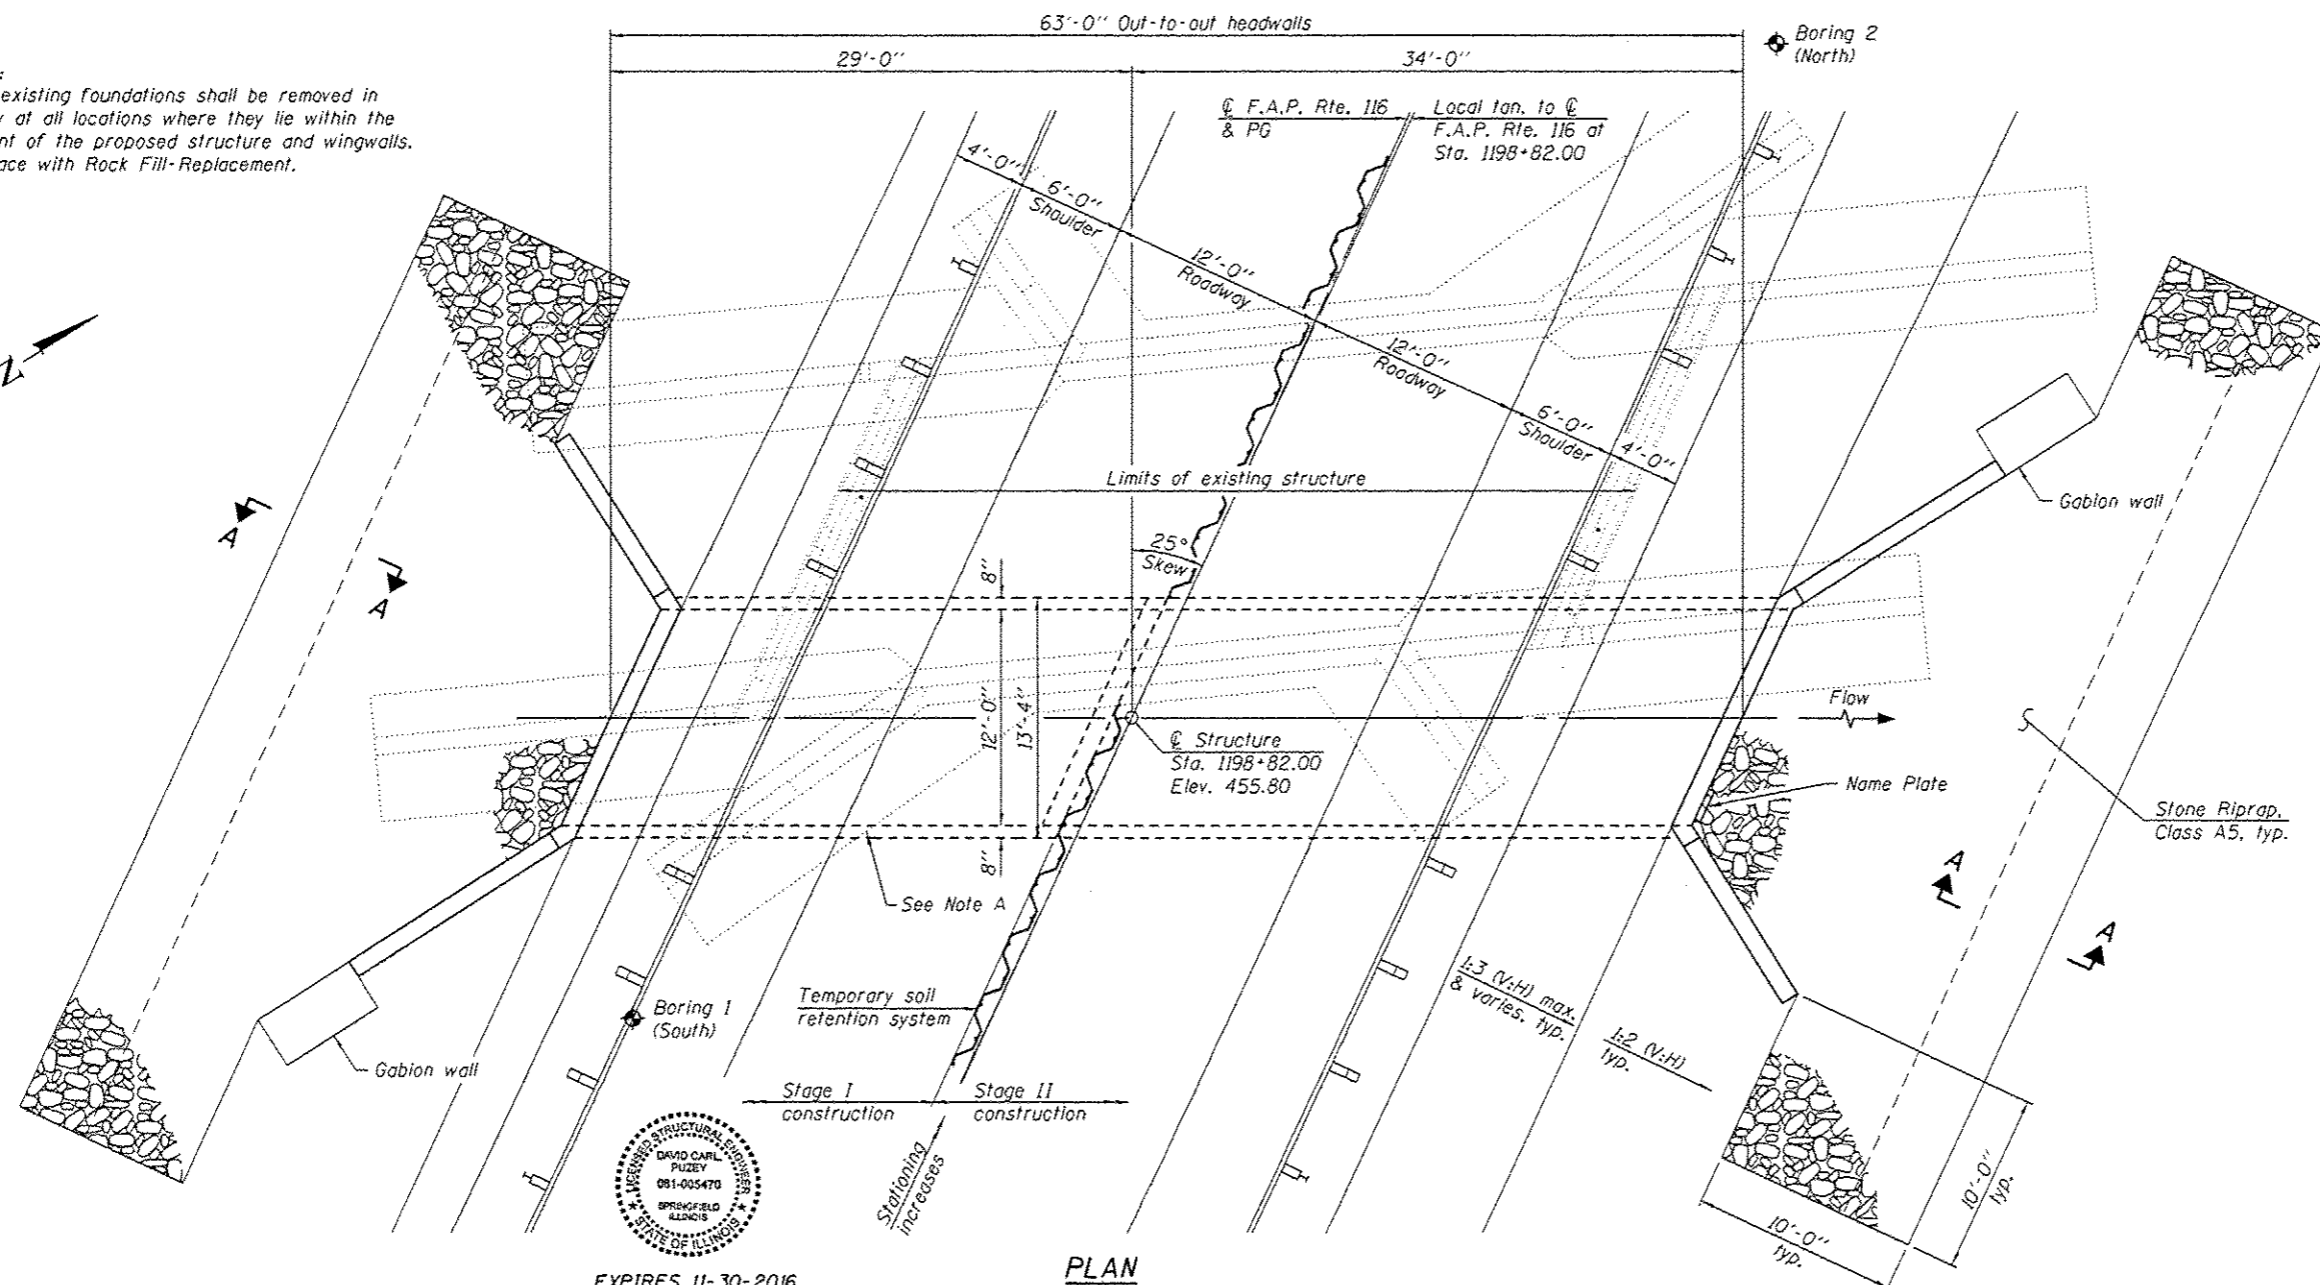 63'-0" Out-to-out headwalls
29'-0"
34'-0"
Boring 2
(North)
existing foundations shall be removed in
at all locations where they lie within the
of the proposed structure and wingwalls.
with Rock Fill-Replacement.
℄ F.A.P. Rte. 116
& PG
Local tan. to ℄
F.A.P. Rte. 116 at
Sta. 1198+82.00
4'-0"
6'-0"
Shoulder
12'-0"
Roadway
12'-0"
Roadway
6'-0"
Shoulder
4'-0"
N
Limits of existing structure
Gabion wall
A
A
25°
Skew
8"
12'-0"
13'-4"
8"
Flow
℄ Structure
Sta. 1198+82.00
Elev. 455.80
Name Plate
Stone Riprap,
Class A5, typ.
See Note A
A
A
Temporary soil
retention system
Boring 1
(South)
Gabion wall
1:3 (V:H) max.
& varies, typ.
1:2 (V:H)
typ.
Stage I
construction
Stage II
construction
Stationing
increases
LICENSED STRUCTURAL ENGINEER
DAVID CARL
PUZEY
081-005470
SPRINGFIELD
ILLINOIS
STATE OF ILLINOIS
10'-0"
typ.
10'-0"
typ.
EXPIRES 11-30-2016
PLAN